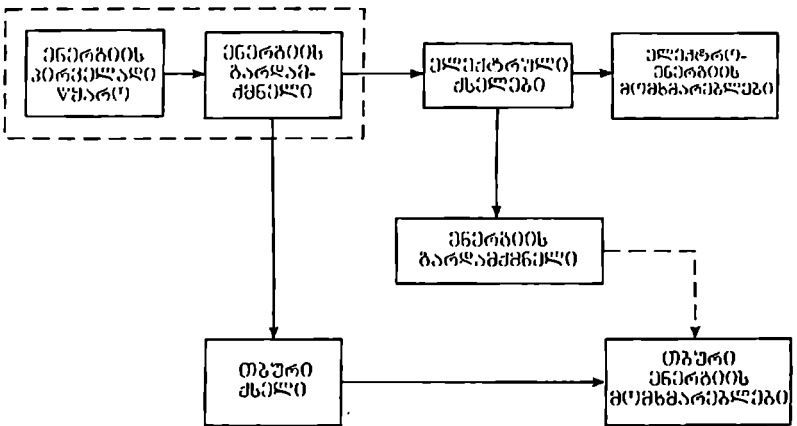 ენერგიის
პირველადი
წყარო
ენერგიის
გარდამ-
ქმნელი
ელექტრული
ქსელები
ელექტრო-
ენერგიის
მომხმარებლები
ენერგიის
გარდამქმნელი
თბური
ქსელი
თბური
ენერგიის
მომხმარებლები